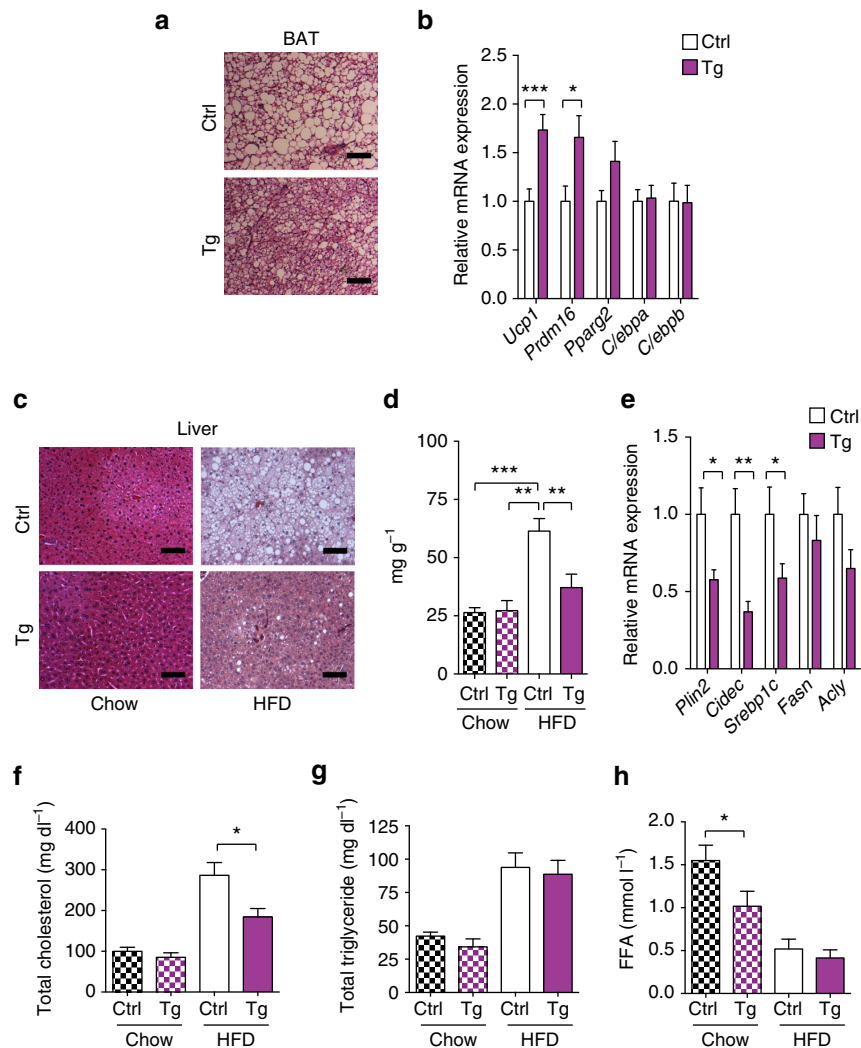 a
BAT
Ctrl
Tg
b
Ctrl
Tg
Relative mRNA expression
2.5
2.0
1.5
1.0
0.5
0.0
***
*
Ucp1
Prdm16
Pparg2
C/ebpa
C/ebpb
c
Liver
Ctrl
Tg
Chow
HFD
d
mg g⁻¹
100
75
50
25
0
***
**
**
Ctrl Tg Ctrl Tg
Chow HFD
e
Ctrl
Tg
Relative mRNA expression
1.5
1.0
0.5
0.0
*
**
*
Plin2
Cidec
Srebp1c
Fasn
Acly
f
Total cholesterol (mg dl⁻¹)
400
300
200
100
0
*
Ctrl Tg Ctrl Tg
Chow HFD
g
Total triglyceride (mg dl⁻¹)
125
100
75
50
25
0
Ctrl Tg Ctrl Tg
Chow HFD
h
FFA (mmol l⁻¹)
2.0
1.5
1.0
0.5
0.0
*
Ctrl Tg Ctrl Tg
Chow HFD